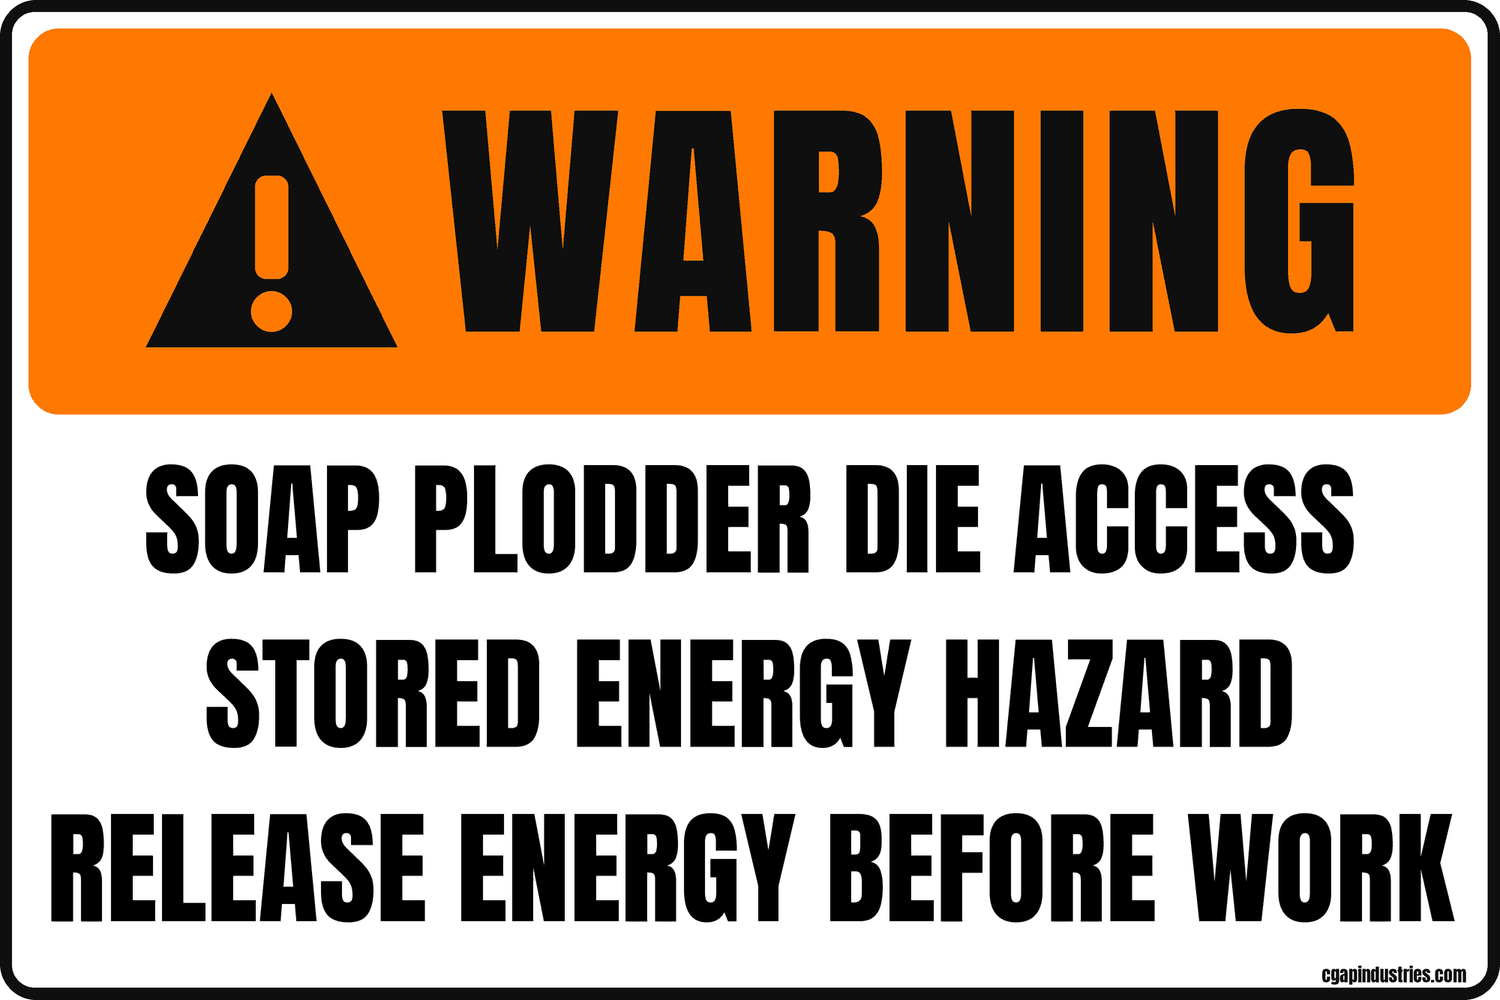 WARNING
SOAP PLODDER DIE ACCESS
STORED ENERGY HAZARD
RELEASE ENERGY BEFORE WORK
cgapindustries.com